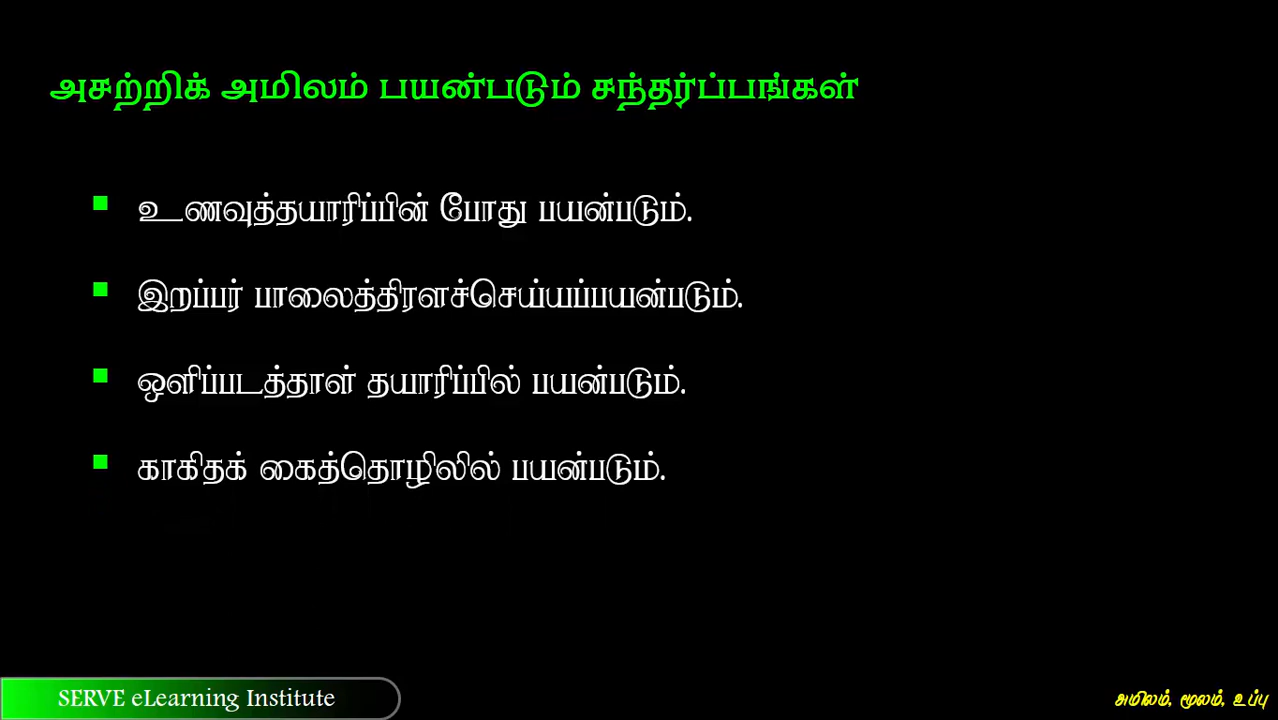 அசற்றிக் அமிலம் பயன்படும் சந்தர்ப்பங்கள்
உணவுத்தயாரிப்பின் போது பயன்படும்.
இறப்பர் பாலைத்திரளச்செய்யப்பயன்படும்.
ஒளிப்படத்தாள் தயாரிப்பில் பயன்படும்.
காகிதக் கைத்தொழிலில் பயன்படும்.
SERVE eLearning Institute
அமிலம், மூலம், உப்பு